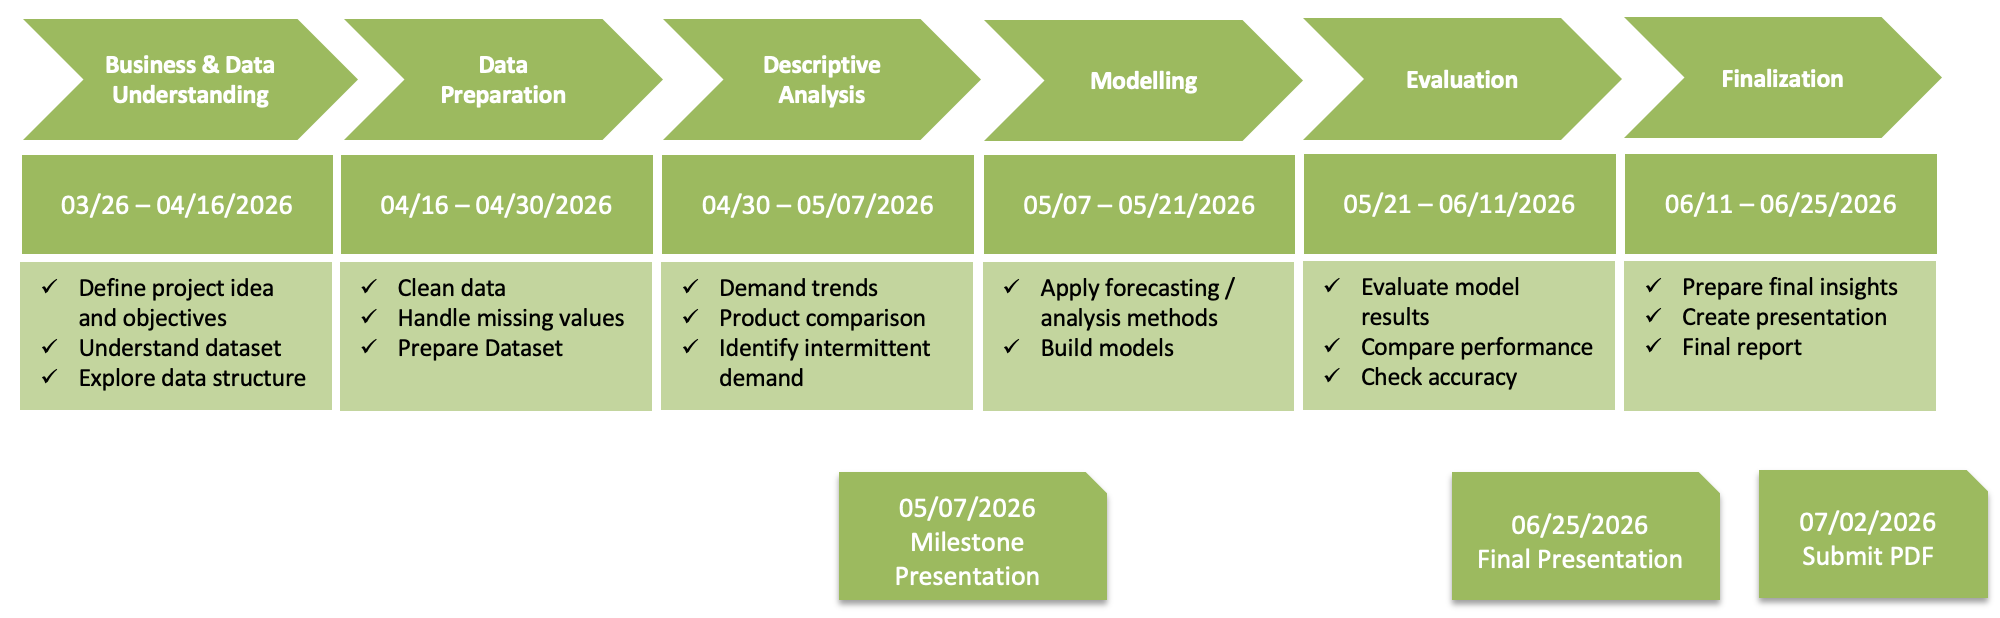 Business & Data
Understanding
Data
Preparation
Descriptive
Analysis
Modelling
Evaluation
Finalization
03/26 – 04/16/2026
04/16 – 04/30/2026
04/30 – 05/07/2026
05/07 – 05/21/2026
05/21 – 06/11/2026
06/11 – 06/25/2026
✓ Define project idea
and objectives
✓ Understand dataset
✓ Explore data structure
✓ Clean data
✓ Handle missing values
✓ Prepare Dataset
✓ Demand trends
✓ Product comparison
✓ Identify intermittent
demand
✓ Apply forecasting /
analysis methods
✓ Build models
✓ Evaluate model
results
✓ Compare performance
✓ Check accuracy
✓ Prepare final insights
✓ Create presentation
✓ Final report
05/07/2026
Milestone
Presentation
06/25/2026
Final Presentation
07/02/2026
Submit PDF